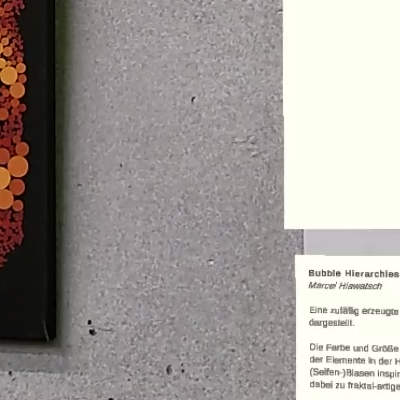 Bubble Hierarchies
Marcel Hiawatsch
Eine zufällig erzeugte
dargestellt.
Die Farbe und Größe
der Elemente in der H
(Seifen-)Blasen inspir
dabei zu fraktal-artige